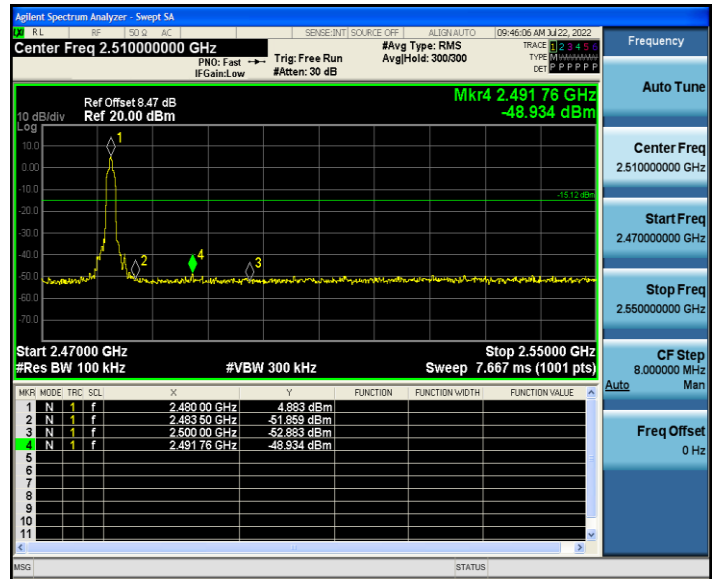 Agilent Spectrum Analyzer - Swept SA
RL RF 50 Ω AC SENSE:INT SOURCE OFF ALIGNAUTO 09:46:06 AM Jul 22, 2022
Center Freq 2.510000000 GHz
#Avg Type: RMS
TRACE 1 2 3 4 5 6
PNO: Fast Trig: Free Run Avg|Hold: 300/300
TYPE
IFGain:Low #Atten: 30 dB
DET P P P P P P
Mkr4 2.491 76 GHz
-48.934 dBm
Ref Offset 8.47 dB
10 dB/div Ref 20.00 dBm
Log
10.0
0.00
-10.0
-20.0
-30.0
-40.0
-50.0
-60.0
-70.0
1
2
4
3
-15.12 dBm
Start 2.47000 GHz Stop 2.55000 GHz
#Res BW 100 kHz #VBW 300 kHz Sweep 7.667 ms (1001 pts)
MKR MODE TRC SCL X Y FUNCTION FUNCTION WIDTH FUNCTION VALUE
1 N 1 f 2.480 00 GHz 4.883 dBm
2 N 1 f 2.483 50 GHz -51.859 dBm
3 N 1 f 2.500 00 GHz -52.883 dBm
4 N 1 f 2.491 76 GHz -48.934 dBm
5
6
7
8
9
10
11
MSG STATUS
Frequency
Auto Tune
Center Freq
2.510000000 GHz
Start Freq
2.470000000 GHz
Stop Freq
2.550000000 GHz
CF Step
8.000000 MHz
Auto Man
Freq Offset
0 Hz